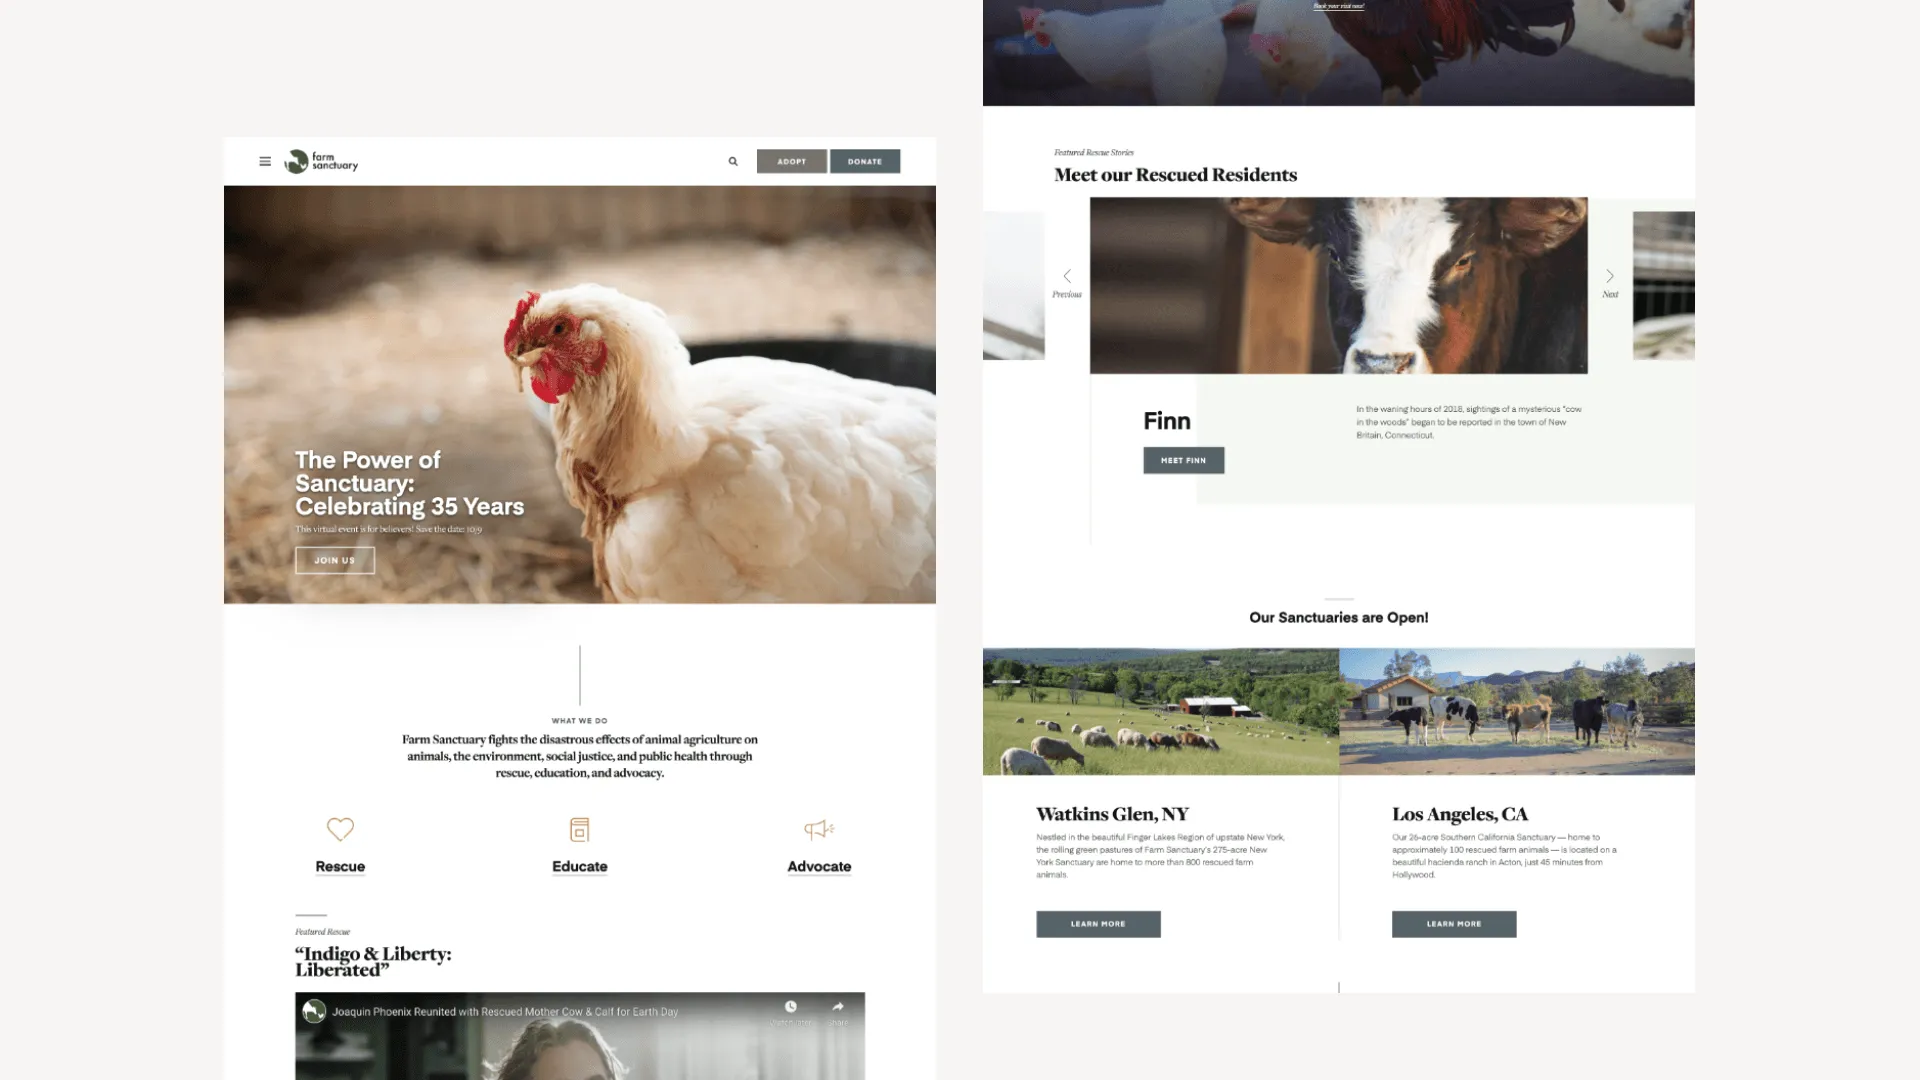 farm
sanctuary
ADOPT
DONATE
The Power of
Sanctuary:
Celebrating 35 Years
This virtual event is for believers! Save the date: 10/9
JOIN US
WHAT WE DO
Farm Sanctuary fights the disastrous effects of animal agriculture on
animals, the environment, social justice, and public health through
rescue, education, and advocacy.
Rescue
Educate
Advocate
Featured Rescue
“Indigo & Liberty:
Liberated”
Joaquin Phoenix Reunited with Rescued Mother Cow & Calf for Earth Day
Book your visit now!
Featured Rescue Stories
Meet our Rescued Residents
Previous
Next
Finn
MEET FINN
In the waning hours of 2018, sightings of a mysterious “cow
in the woods” began to be reported in the town of New
Britain, Connecticut.
Our Sanctuaries are Open!
Watkins Glen, NY
Nestled in the beautiful Finger Lakes Region of upstate New York,
the rolling green pastures of Farm Sanctuary's 275-acre New
York Sanctuary are home to more than 800 rescued farm
animals.
LEARN MORE
Los Angeles, CA
Our 26-acre Southern California Sanctuary — home to
approximately 100 rescued farm animals — is located on a
beautiful hacienda ranch in Acton, just 45 minutes from
Hollywood.
LEARN MORE